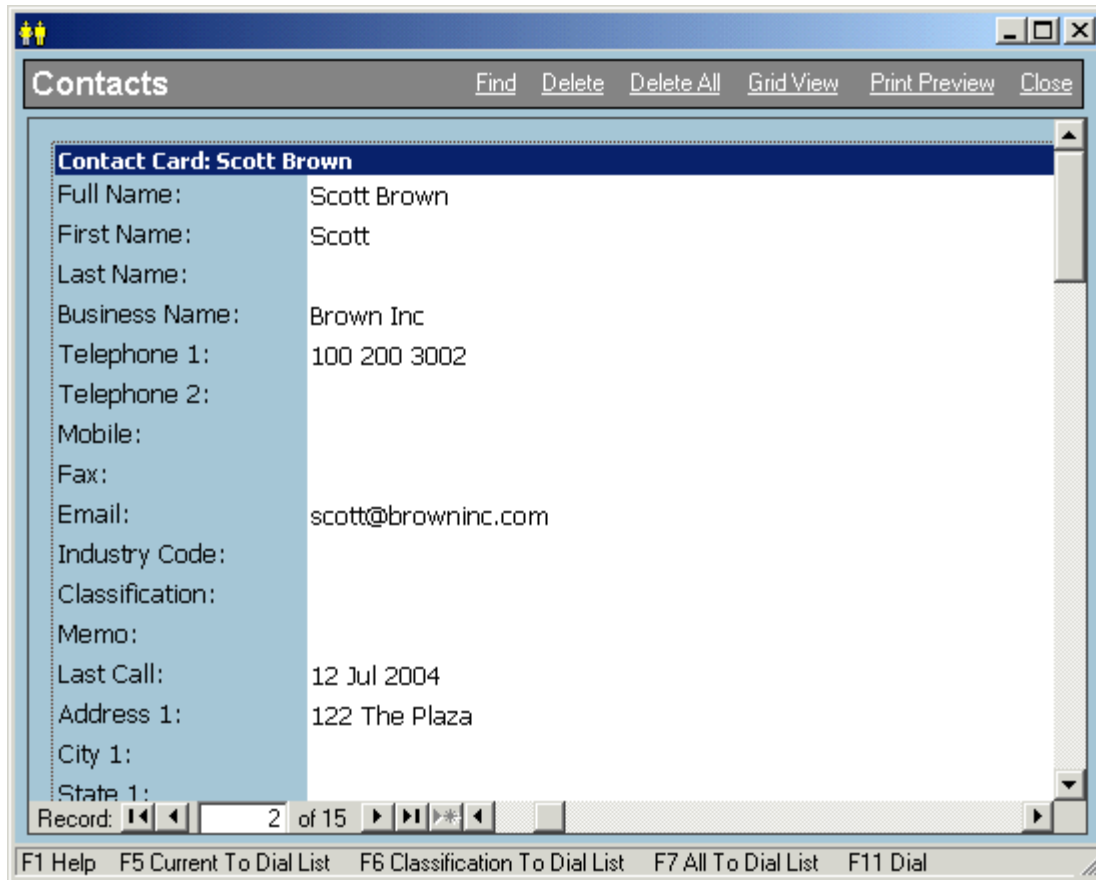 Contacts Find Delete Delete All Grid View Print Preview Close
Contact Card: Scott Brown
Full Name: Scott Brown
First Name: Scott
Last Name:
Business Name: Brown Inc
Telephone 1: 100 200 3002
Telephone 2:
Mobile:
Fax:
Email: scott@browninc.com
Industry Code:
Classification:
Memo:
Last Call: 12 Jul 2004
Address 1: 122 The Plaza
City 1:
State 1:
Record: 2 of 15
F1 Help F5 Current To Dial List F6 Classification To Dial List F7 All To Dial List F11 Dial